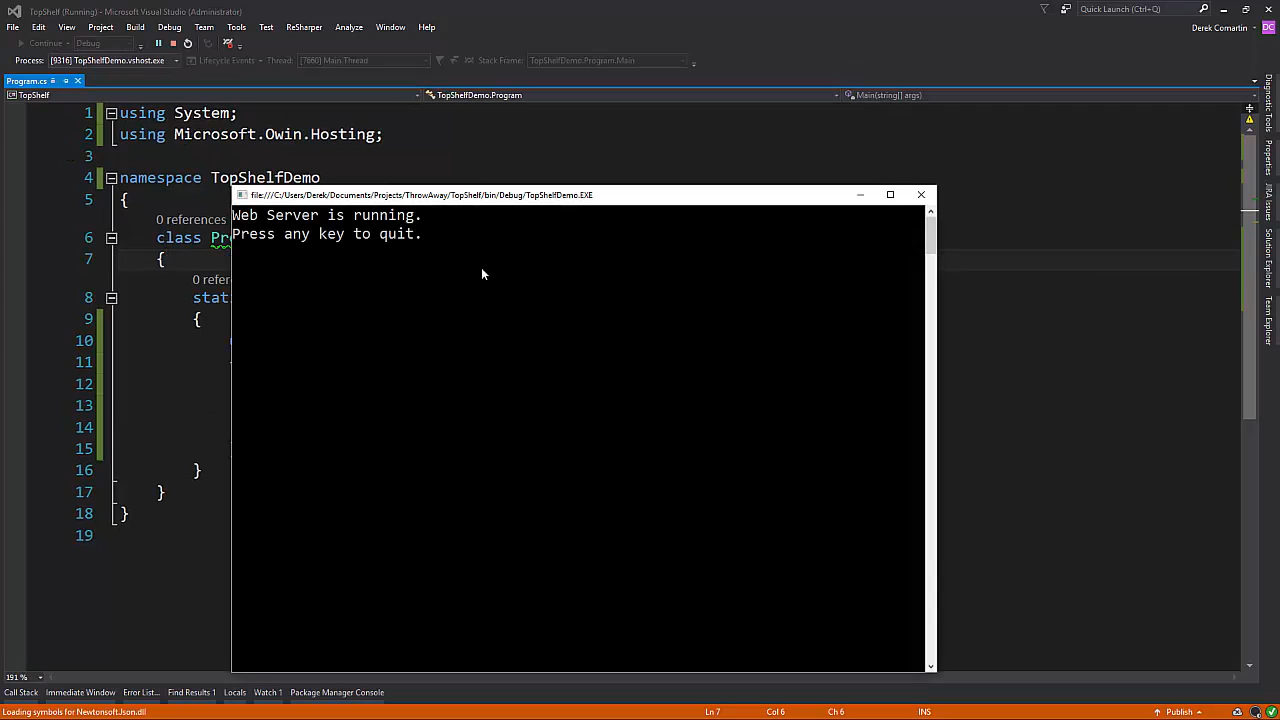 TopShelf (Running) - Microsoft Visual Studio (Administrator)
Quick Launch (Ctrl+Q)
File Edit View Project Build Debug Team Tools Test ReSharper Analyze Window Help
Derek Comartin
DC
Continue Debug
Process: [9316] TopShelfDemo.vshost.exe Lifecycle Events Thread: [7660] Main Thread Stack Frame: TopShelfDemo.Program.Main
Program.cs
TopShelf TopShelfDemo.Program Main(string[] args)
1 using System;
2 using Microsoft.Owin.Hosting;
3
4 namespace TopShelfDemo
5 {
0 references
6 class Pr
7 {
0 refer
8 stat
9 {
10
11
12
13
14
15
16 }
17 }
18 }
19
file:///C:/Users/Derek/Documents/Projects/ThrowAway/TopShelf/bin/Debug/TopShelfDemo.EXE
Web Server is running.
Press any key to quit.
Diagnostic Tools
Properties
JIRA Issues
Solution Explorer
Team Explorer
191 %
Call Stack Immediate Window Error List... Find Results 1 Locals Watch 1 Package Manager Console
Loading symbols for NewtonsoftJson.dll Ln 7 Col 6 Ch 6 INS Publish